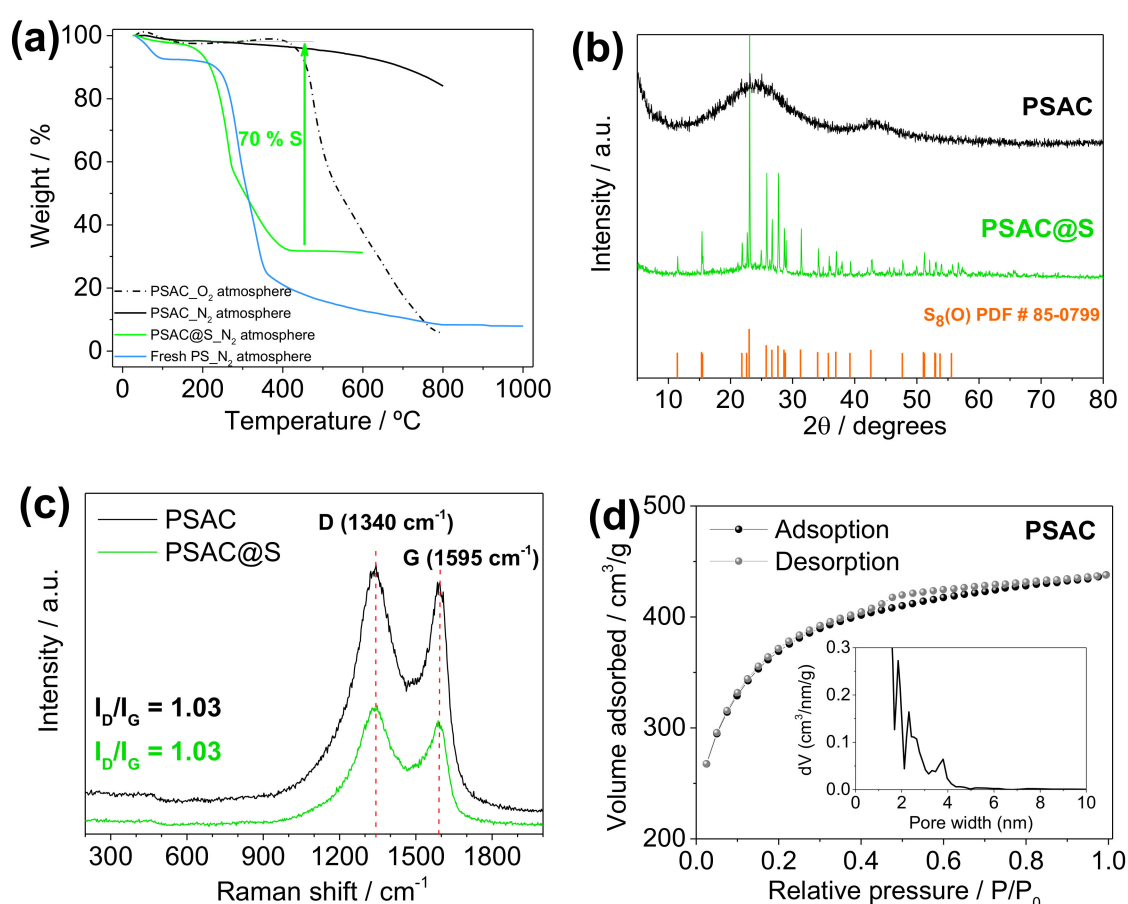 (a)
100
80
60
40
20
0
Weight / %
70 % S
PSAC_O₂ atmosphere
PSAC_N₂ atmosphere
PSAC@S_N₂ atmosphere
Fresh PS_N₂ atmosphere
0 200 400 600 800 1000
Temperature / ºC
(b)
Intensity / a.u.
PSAC
PSAC@S
S₈(O) PDF # 85-0799
10 20 30 40 50 60 70 80
2θ / degrees
(c)
PSAC
PSAC@S
D (1340 cm⁻¹)
G (1595 cm⁻¹)
Intensity / a.u.
I_D/I_G = 1.03
I_D/I_G = 1.03
300 600 900 1200 1500 1800
Raman shift / cm⁻¹
(d)
500
400
300
200
Volume adsorbed / cm³/g
Adsoption
Desorption
PSAC
0.3
0.2
0.1
0.0
dV (cm³/nm/g)
0 2 4 6 8 10
Pore width (nm)
0.0 0.2 0.4 0.6 0.8 1.0
Relative pressure / P/P₀